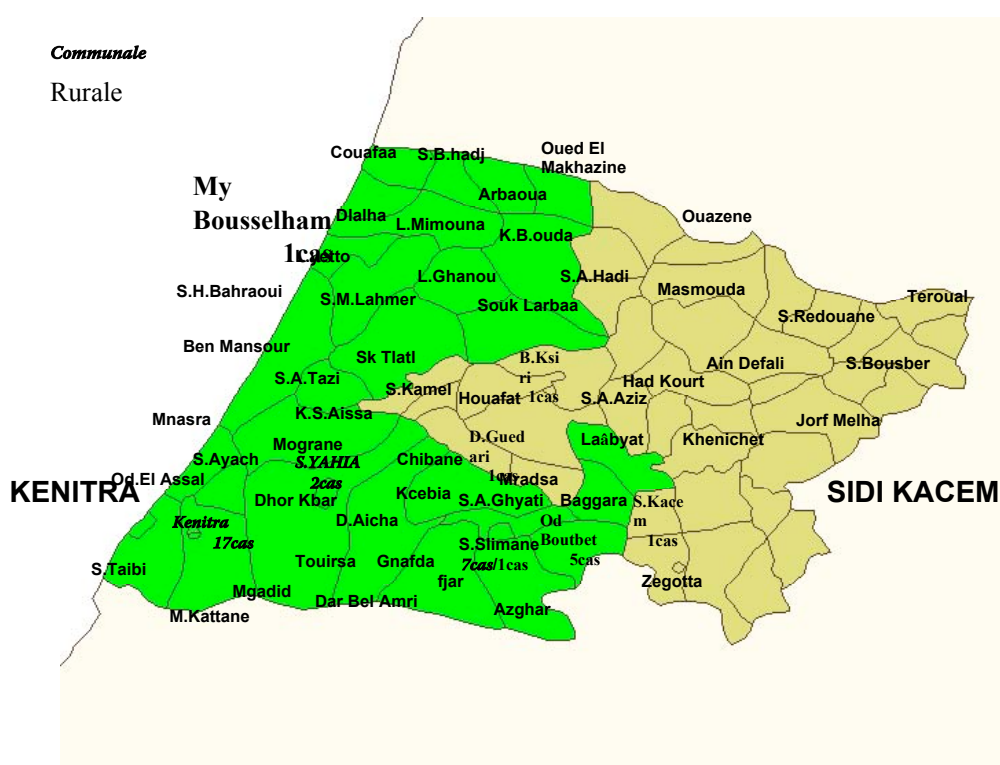 Communale
Rurale
Couafaa
S.B.hadj
Oued El
Makhazine
My
Bousselham
1cas
Arbaoua
Dlalha
L.Mimouna
Ouazene
K.B.ouda
L.Ghanou
S.A.Hadi
Masmouda
S.H.Bahraoui
S.M.Lahmer
Souk Larbaa
S.Redouane
Teroual
Ben Mansour
Sk Tlatl
B.Ksi
ri
1cas
Ain Defali
S.Bousber
S.A.Tazi
S.Kamel
Houafat
S.A.Aziz
Had Kourt
Mnasra
K.S.Aissa
Jorf Melha
Mograne
D.Gued
ari
1cas
Laâbyat
Khenichet
S.Ayach
S.YAHIA
2cas
Chibane
Od.El Assal
KENITRA
Mradsa
SIDI KACEM
Dhor Kbar
Kcebia
S.A.Ghyati
Baggara
S.Kace
m
1cas
Kenitra
17cas
D.Aicha
Od
Boutbet
5cas
S.Slimane
7cas/1cas
S.Taibi
Touirsa
Gnafda
fjar
Zegotta
Mgadid
Dar Bel Amri
Azghar
M.Kattane